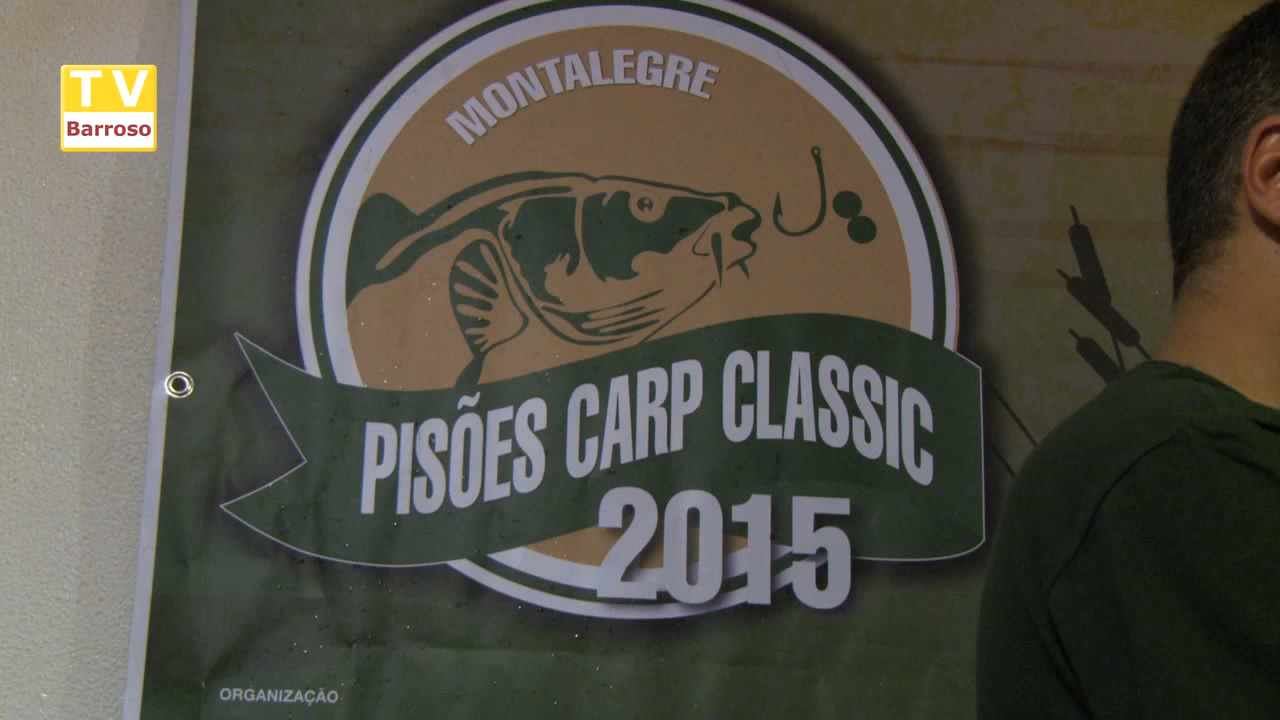 TV
Barroso
MONTALEGRE
PISÕES CARP CLASSIC
2015
ORGANIZAÇÃO